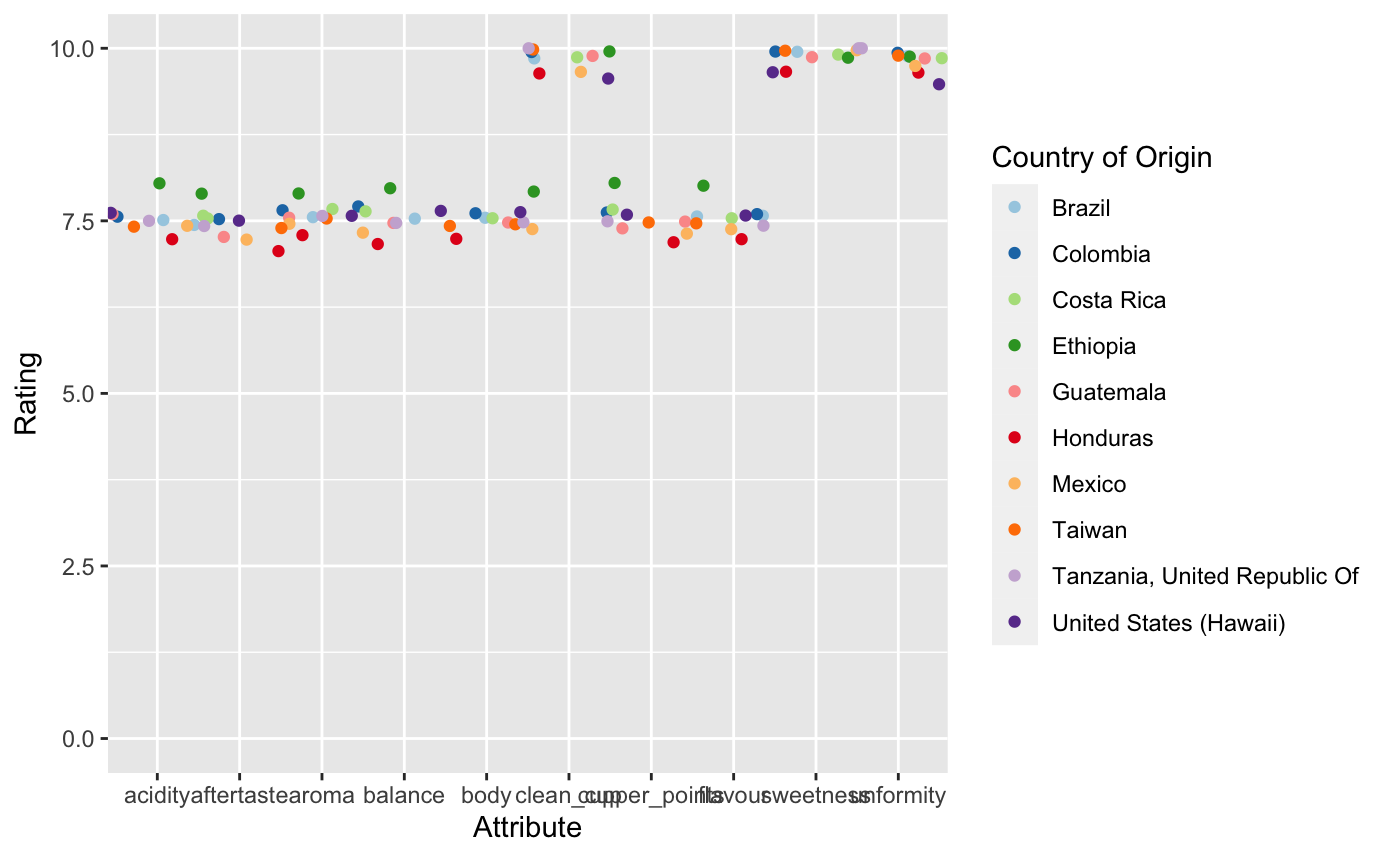 10.0
7.5
5.0
2.5
0.0
Rating
acidity aftertaste aroma balance body clean_cup cupper_points flavour sweetness unformity
Attribute
Country of Origin
Brazil
Colombia
Costa Rica
Ethiopia
Guatemala
Honduras
Mexico
Taiwan
Tanzania, United Republic Of
United States (Hawaii)